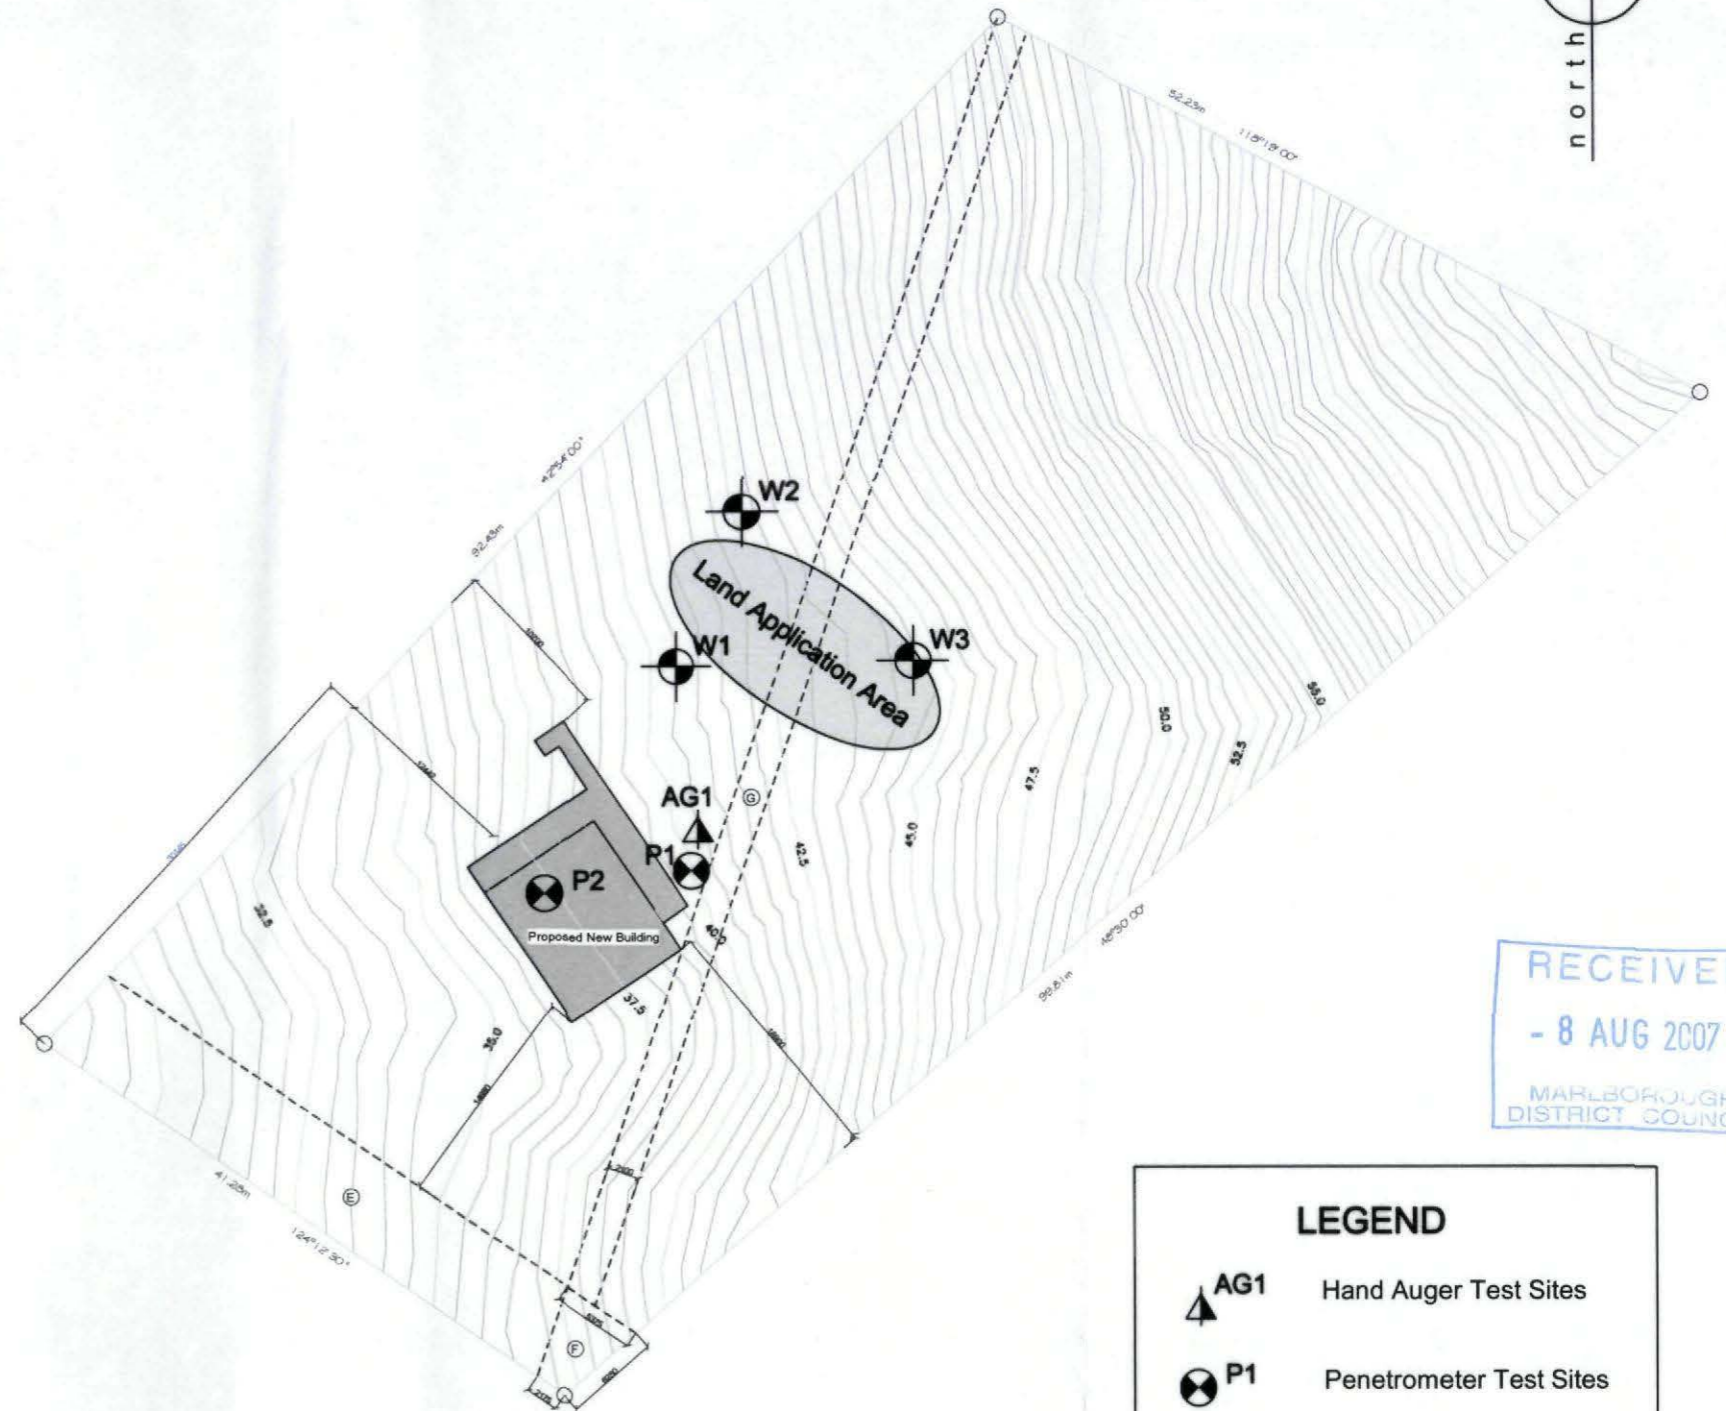 north
52.23m
118°19'00"
42°54'00"
92.43m
W2
Land Application Area
W1
W3
AG1
G
P1
P2
Proposed New Building
32.5
35.0
37.5
40.0
42.5
45.0
47.5
50.0
52.5
55.0
48°30'00"
99.81m
41.28m
124°12'30"
E
F
RECEIVE
- 8 AUG 2007
MARLBOROUGH
DISTRICT COUNC
LEGEND
AG1 Hand Auger Test Sites
P1 Penetrometer Test Sites